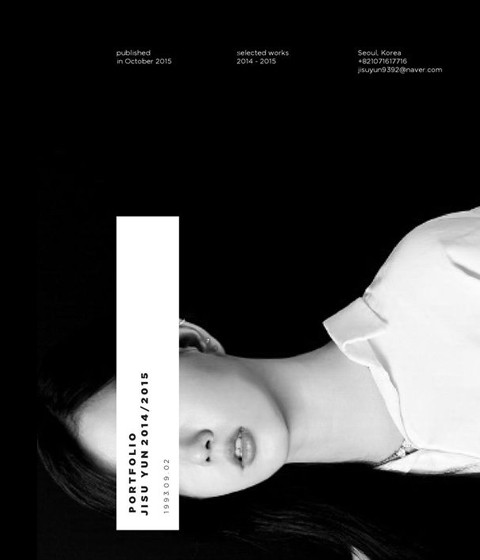 published
in October 2015
selected works
2014 - 2015
Seoul, Korea
+821071617716
jisuyun9392@naver.com
PORTFOLIO
JISU YUN 2014/2015
1993.09.02